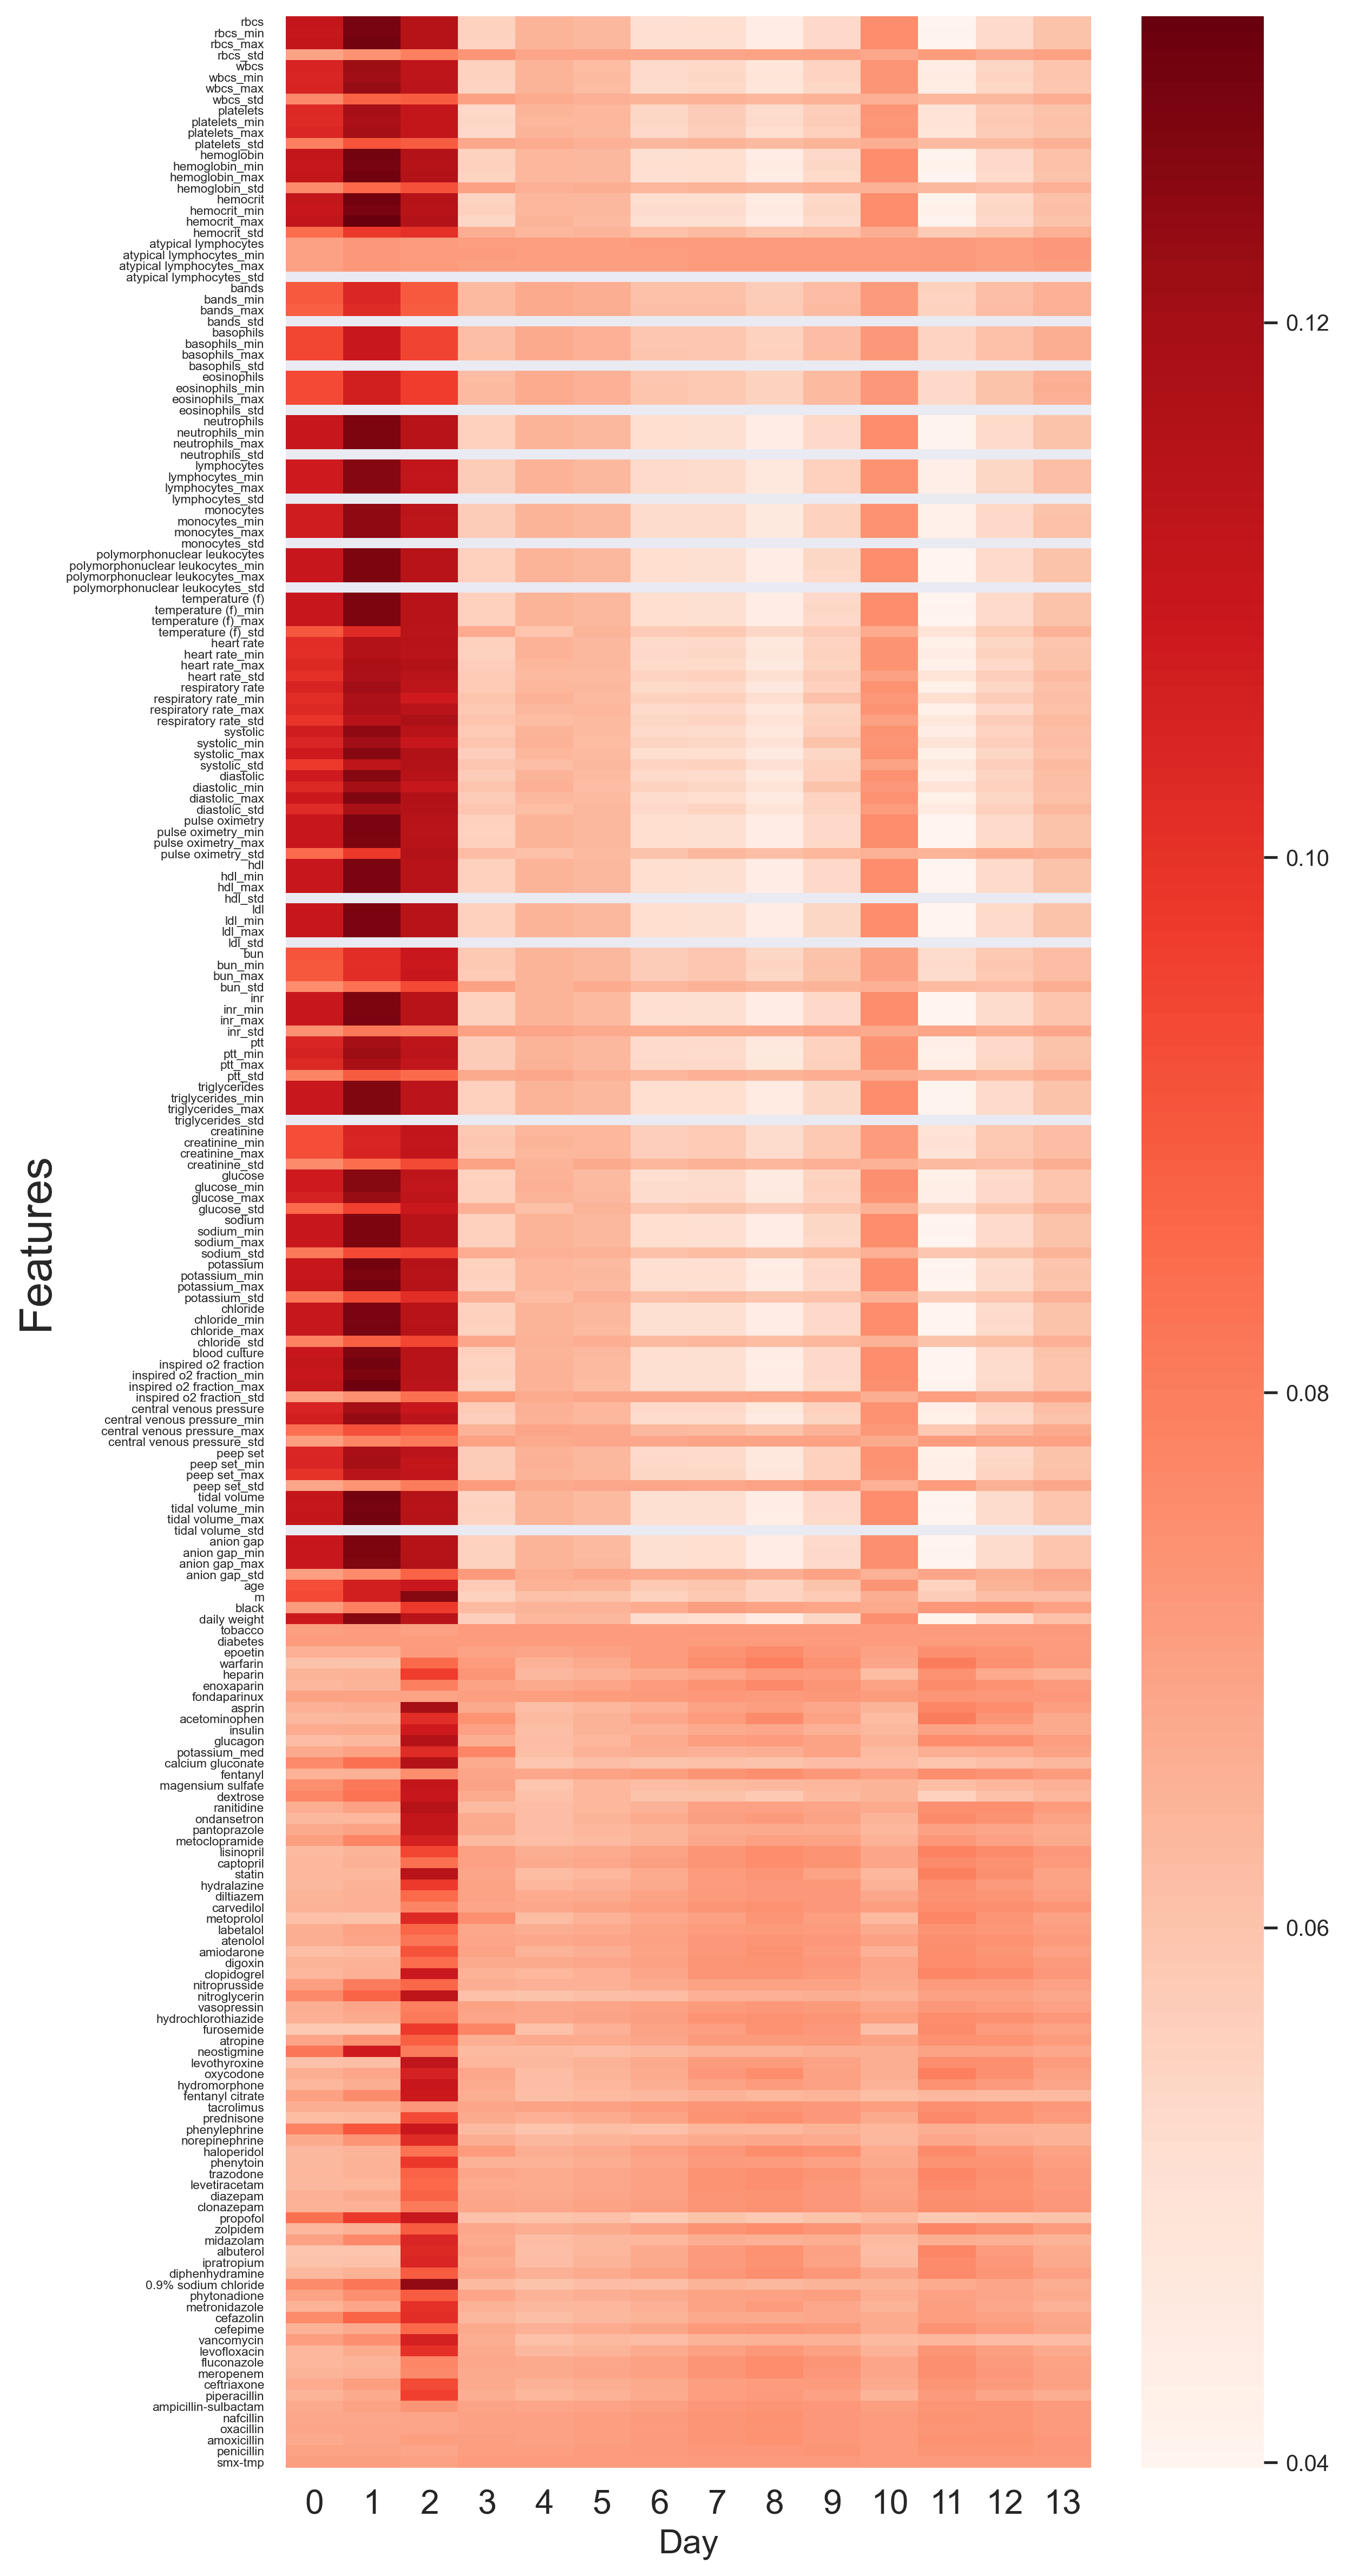 rbcs
rbcs_min
rbcs_max
rbcs_std
wbcs
wbcs_min
wbcs_max
wbcs_std
platelets
platelets_min
platelets_max
platelets_std
hemoglobin
hemoglobin_min
hemoglobin_max
hemoglobin_std
hemocrit
hemocrit_min
hemocrit_max
hemocrit_std
atypical lymphocytes
atypical lymphocytes_min
atypical lymphocytes_max
atypical lymphocytes_std
bands
bands_min
bands_max
bands_std
basophils
basophils_min
basophils_max
basophils_std
eosinophils
eosinophils_min
eosinophils_max
eosinophils_std
neutrophils
neutrophils_min
neutrophils_max
neutrophils_std
lymphocytes
lymphocytes_min
lymphocytes_max
lymphocytes_std
monocytes
monocytes_min
monocytes_max
monocytes_std
polymorphonuclear leukocytes
polymorphonuclear leukocytes_min
polymorphonuclear leukocytes_max
polymorphonuclear leukocytes_std
temperature (f)
temperature (f)_min
temperature (f)_max
temperature (f)_std
heart rate
heart rate_min
heart rate_max
heart rate_std
respiratory rate
respiratory rate_min
respiratory rate_max
respiratory rate_std
systolic
systolic_min
systolic_max
systolic_std
diastolic
diastolic_min
diastolic_max
diastolic_std
pulse oximetry
pulse oximetry_min
pulse oximetry_max
pulse oximetry_std
hdl
hdl_min
hdl_max
hdl_std
ldl
ldl_min
ldl_max
ldl_std
bun
bun_min
bun_max
bun_std
inr
inr_min
inr_max
inr_std
ptt
ptt_min
ptt_max
ptt_std
triglycerides
triglycerides_min
triglycerides_max
triglycerides_std
creatinine
creatinine_min
creatinine_max
creatinine_std
glucose
glucose_min
glucose_max
glucose_std
sodium
sodium_min
sodium_max
sodium_std
potassium
potassium_min
potassium_max
potassium_std
chloride
chloride_min
chloride_max
chloride_std
blood culture
inspired o2 fraction
inspired o2 fraction_min
inspired o2 fraction_max
inspired o2 fraction_std
central venous pressure
central venous pressure_min
central venous pressure_max
central venous pressure_std
peep set
peep set_min
peep set_max
peep set_std
tidal volume
tidal volume_min
tidal volume_max
tidal volume_std
anion gap
anion gap_min
anion gap_max
anion gap_std
age
m
black
daily weight
tobacco
diabetes
epoetin
warfarin
heparin
enoxaparin
fondaparinux
asprin
acetominophen
insulin
glucagon
potassium_med
calcium gluconate
fentanyl
magensium sulfate
dextrose
ranitidine
ondansetron
pantoprazole
metoclopramide
lisinopril
captopril
statin
hydralazine
diltiazem
carvedilol
metoprolol
labetalol
atenolol
amiodarone
digoxin
clopidogrel
nitroprusside
nitroglycerin
vasopressin
hydrochlorothiazide
furosemide
atropine
neostigmine
levothyroxine
oxycodone
hydromorphone
fentanyl citrate
tacrolimus
prednisone
phenylephrine
norepinephrine
haloperidol
phenytoin
trazodone
levetiracetam
diazepam
clonazepam
propofol
zolpidem
midazolam
albuterol
ipratropium
diphenhydramine
0.9% sodium chloride
phytonadione
metronidazole
cefazolin
cefepime
vancomycin
levofloxacin
fluconazole
meropenem
ceftriaxone
piperacillin
ampicillin-sulbactam
nafcillin
oxacillin
amoxicillin
penicillin
smx-tmp
Features
0 1 2 3 4 5 6 7 8 9 10 11 12 13
Day
0.12
0.10
0.08
0.06
0.04